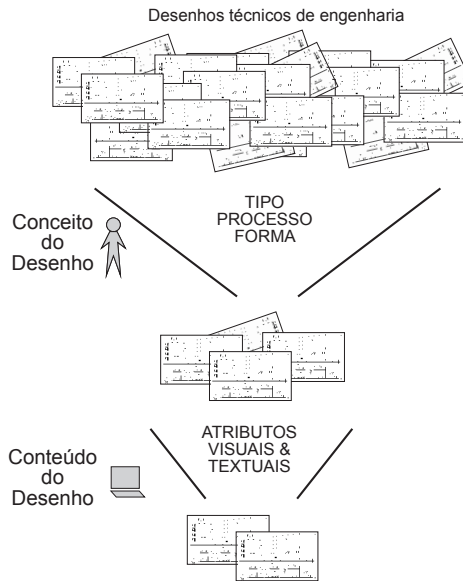 Desenhos técnicos de engenharia
TIPO
PROCESSO
FORMA
Conceito
do
Desenho
ATRIBUTOS
VISUAIS &
TEXTUAIS
Conteúdo
do
Desenho